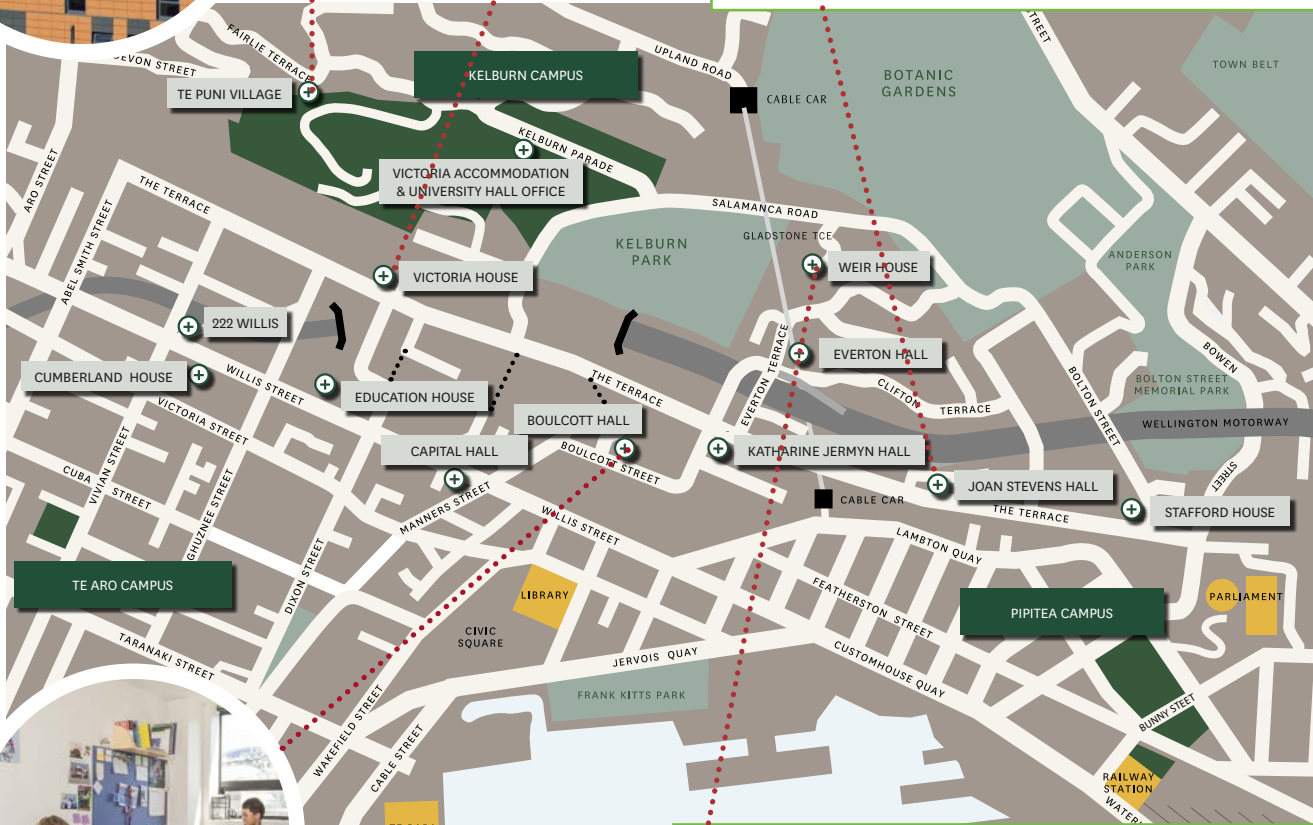 STREET
FAIRLIE TERRACE
DEVON STREET
KELBURN CAMPUS
UPLAND ROAD
BOTANIC
GARDENS
TOWN BELT
TE PUNI VILLAGE
CABLE CAR
KELBURN PARADE
ARO STREET
THE TERRACE
VICTORIA ACCOMMODATION
& UNIVERSITY HALL OFFICE
SALAMANCA ROAD
ABEL SMITH STREET
KELBURN
PARK
GLADSTONE TCE
ANDERSON
PARK
VICTORIA HOUSE
WEIR HOUSE
222 WILLIS
EVERTON HALL
BOWEN
CUMBERLAND HOUSE
WILLIS STREET
EDUCATION HOUSE
THE TERRACE
EVERTON TERRACE
CLIFTON
TERRACE
BOLTON STREET
BOLTON STREET
MEMORIAL PARK
VICTORIA STREET
BOULCOTT HALL
WELLINGTON MOTORWAY
CAPITAL HALL
BOULCOTT STREET
KATHARINE JERMYN HALL
CUBA STREET
VIVIAN STREET
STREET
JOAN STEVENS HALL
MANNERS STREET
CABLE CAR
THE TERRACE
STAFFORD HOUSE
GHUZNEE STREET
WILLIS STREET
LAMBTON QUAY
TE ARO CAMPUS
DIXON STREET
LIBRARY
FEATHERSTON STREET
PIPITEA CAMPUS
PARLIAMENT
CIVIC
SQUARE
TARANAKI STREET
JERVOIS QUAY
CUSTOMHOUSE QUAY
FRANK KITTS PARK
WAKEFIELD STREET
CABLE STREET
BUNNY STEET
RAILWAY
STATION